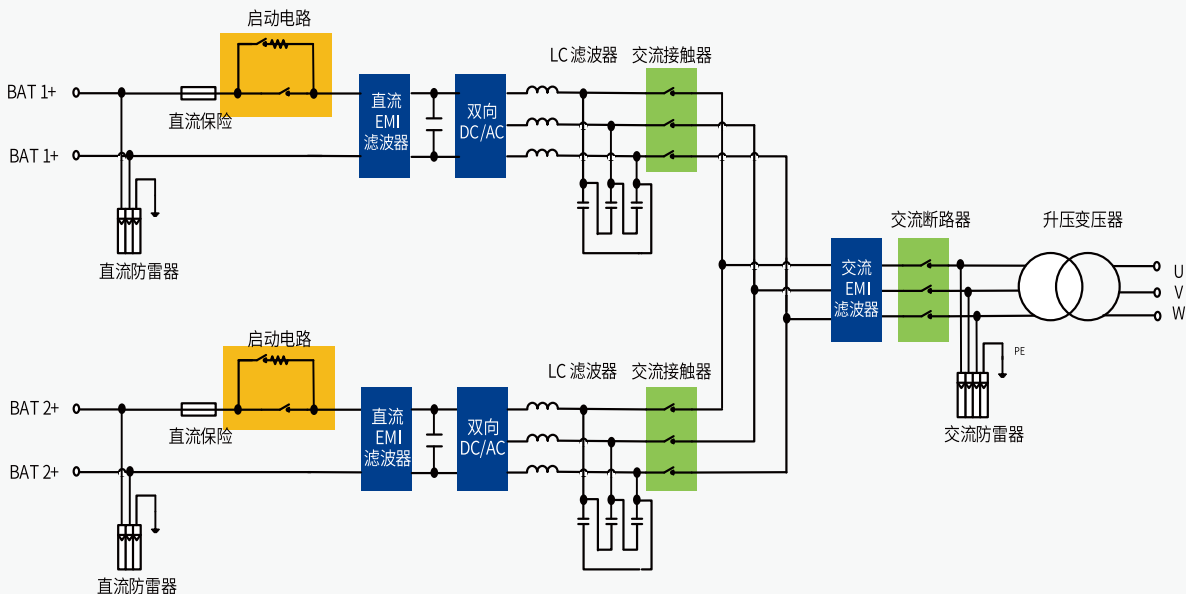 启动电路
LC 滤波器
交流接触器
BAT 1+
直流保险
直流
EMI
滤波器
双向
DC/AC
BAT 1+
直流防雷器
交流断路器
升压变压器
交流
EMI
滤波器
U
V
W
PE
交流防雷器
启动电路
LC 滤波器
交流接触器
BAT 2+
直流保险
直流
EMI
滤波器
双向
DC/AC
BAT 2+
直流防雷器